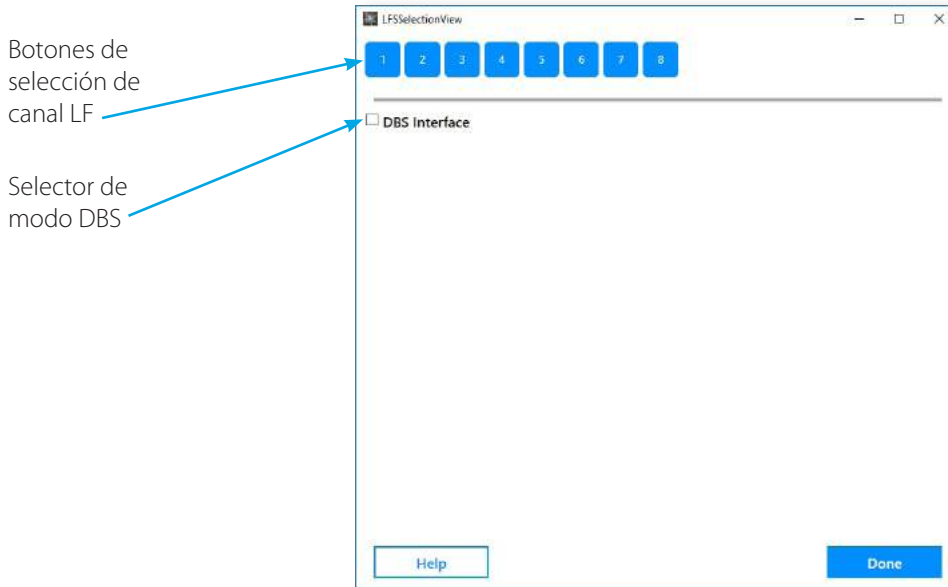 LFSSelectionView
Botones de
selección de
canal LF
1 2 3 4 5 6 7 8
DBS Interface
Selector de
modo DBS
Help
Done